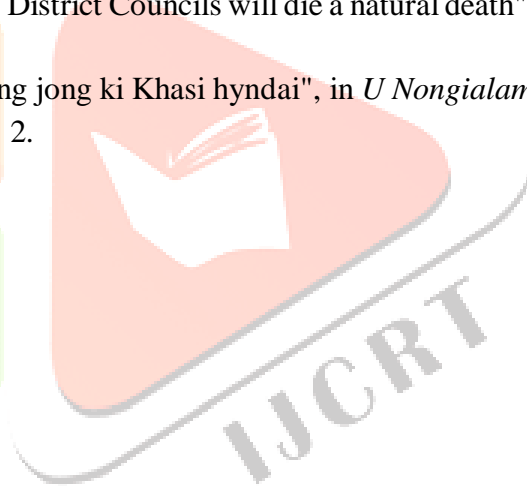 District Councils will die a natural death"
ng jong ki Khasi hyndai", in U Nongialam
2.
IJCRT